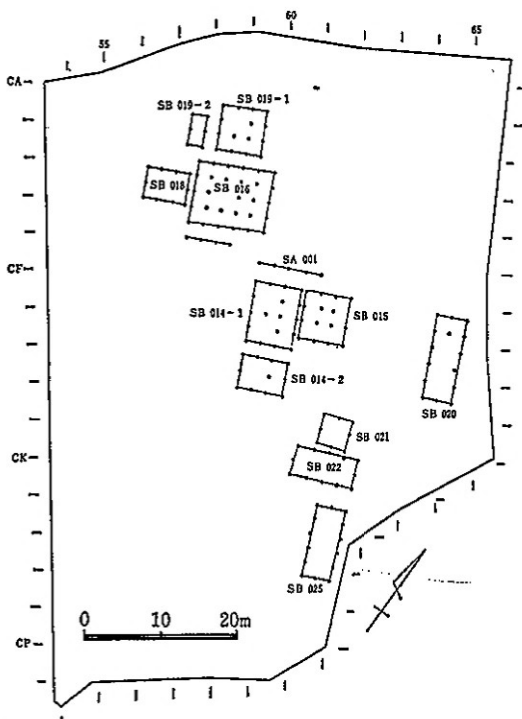 55
60
65
CA
SB 019-2
SB 019-1
SB 018
SB 016
CF
SA 001
SB 014-1
SB 015
SB 014-2
SB 020
SB 021
CK
SB 022
SB 025
0 10 20m
CP